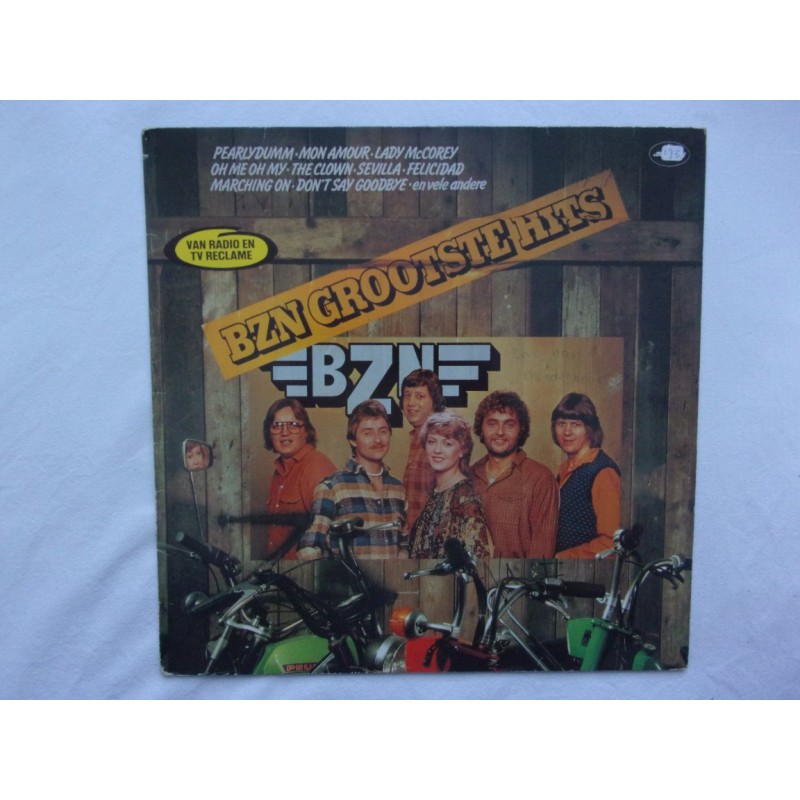 PEARLYDUMM · MON AMOUR · LADY McCOREY
OH ME OH MY · THE CLOWN · SEVILLA · FELICIDAD
MARCHING ON · DON'T SAY GOODBYE · en vele andere
VAN RADIO EN
TV RECLAME
BZN GROOTSTE HITS
BZN